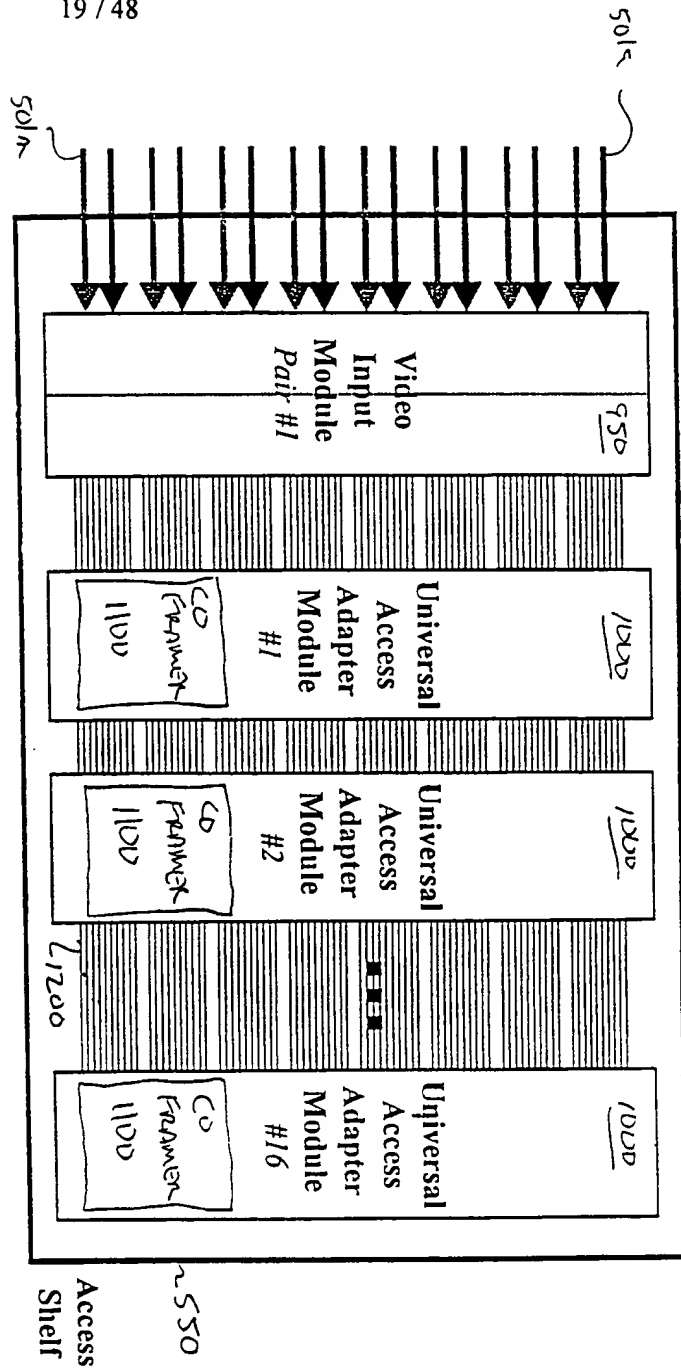 19 / 48
501a
501n
Video
Input
Module
Pair #1
950
Universal
Access
Adapter
Module
#1
1000
CO
FRAMER
1100
Universal
Access
Adapter
Module
#2
1000
CO
FRAMER
1100
1200
Universal
Access
Adapter
Module
#16
1000
CO
FRAMER
1100
550
Access
Shelf